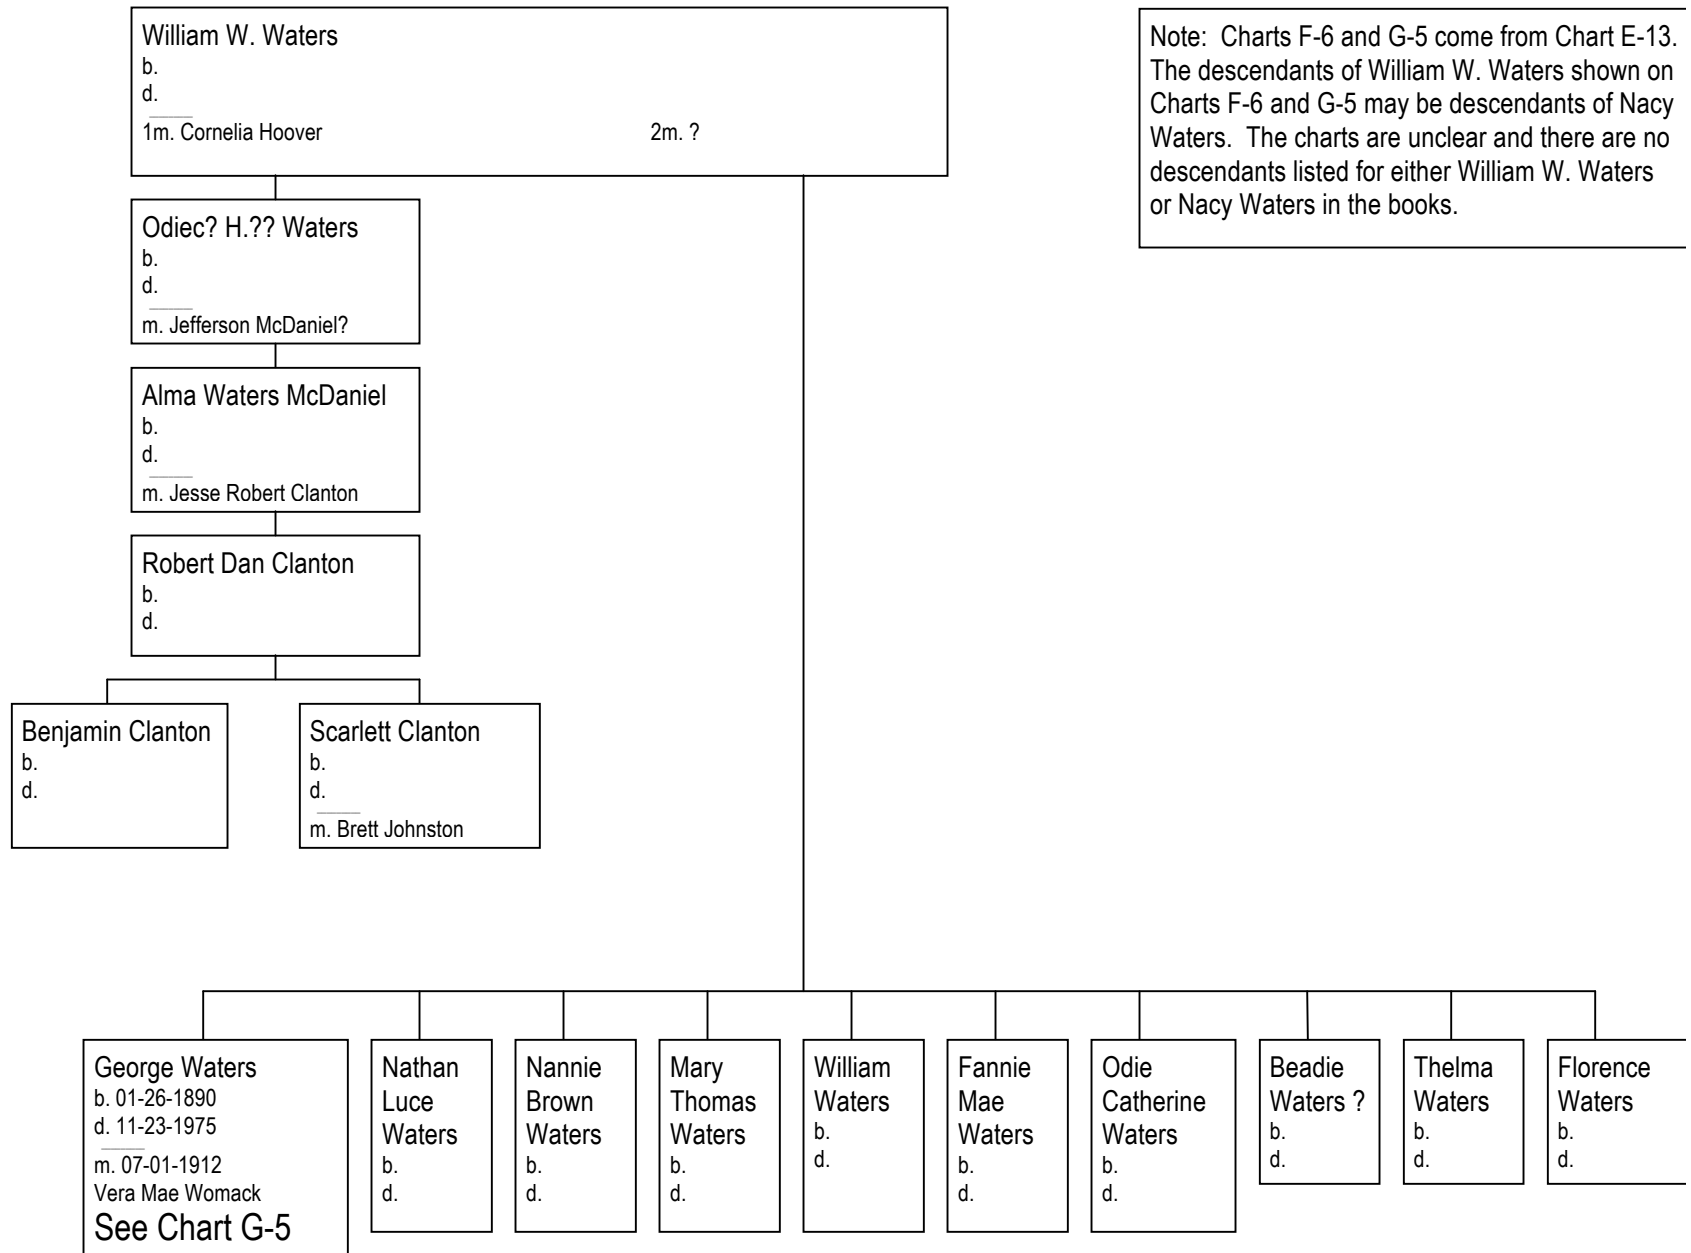 William W. Waters
b.
d.
1m. Cornelia Hoover 2m. ?
Note: Charts F-6 and G-5 come from Chart E-13.
The descendants of William W. Waters shown on
Charts F-6 and G-5 may be descendants of Nacy
Waters. The charts are unclear and there are no
descendants listed for either William W. Waters
or Nacy Waters in the books.
Odiec? H.?? Waters
b.
d.
m. Jefferson McDaniel?
Alma Waters McDaniel
b.
d.
m. Jesse Robert Clanton
Robert Dan Clanton
b.
d.
Benjamin Clanton
b.
d.
Scarlett Clanton
b.
d.
m. Brett Johnston
George Waters
b. 01-26-1890
d. 11-23-1975
m. 07-01-1912
Vera Mae Womack
See Chart G-5
Nathan
Luce
Waters
b.
d.
Nannie
Brown
Waters
b.
d.
Mary
Thomas
Waters
b.
d.
William
Waters
b.
d.
Fannie
Mae
Waters
b.
d.
Odie
Catherine
Waters
b.
d.
Beadie
Waters ?
b.
d.
Thelma
Waters
b.
d.
Florence
Waters
b.
d.